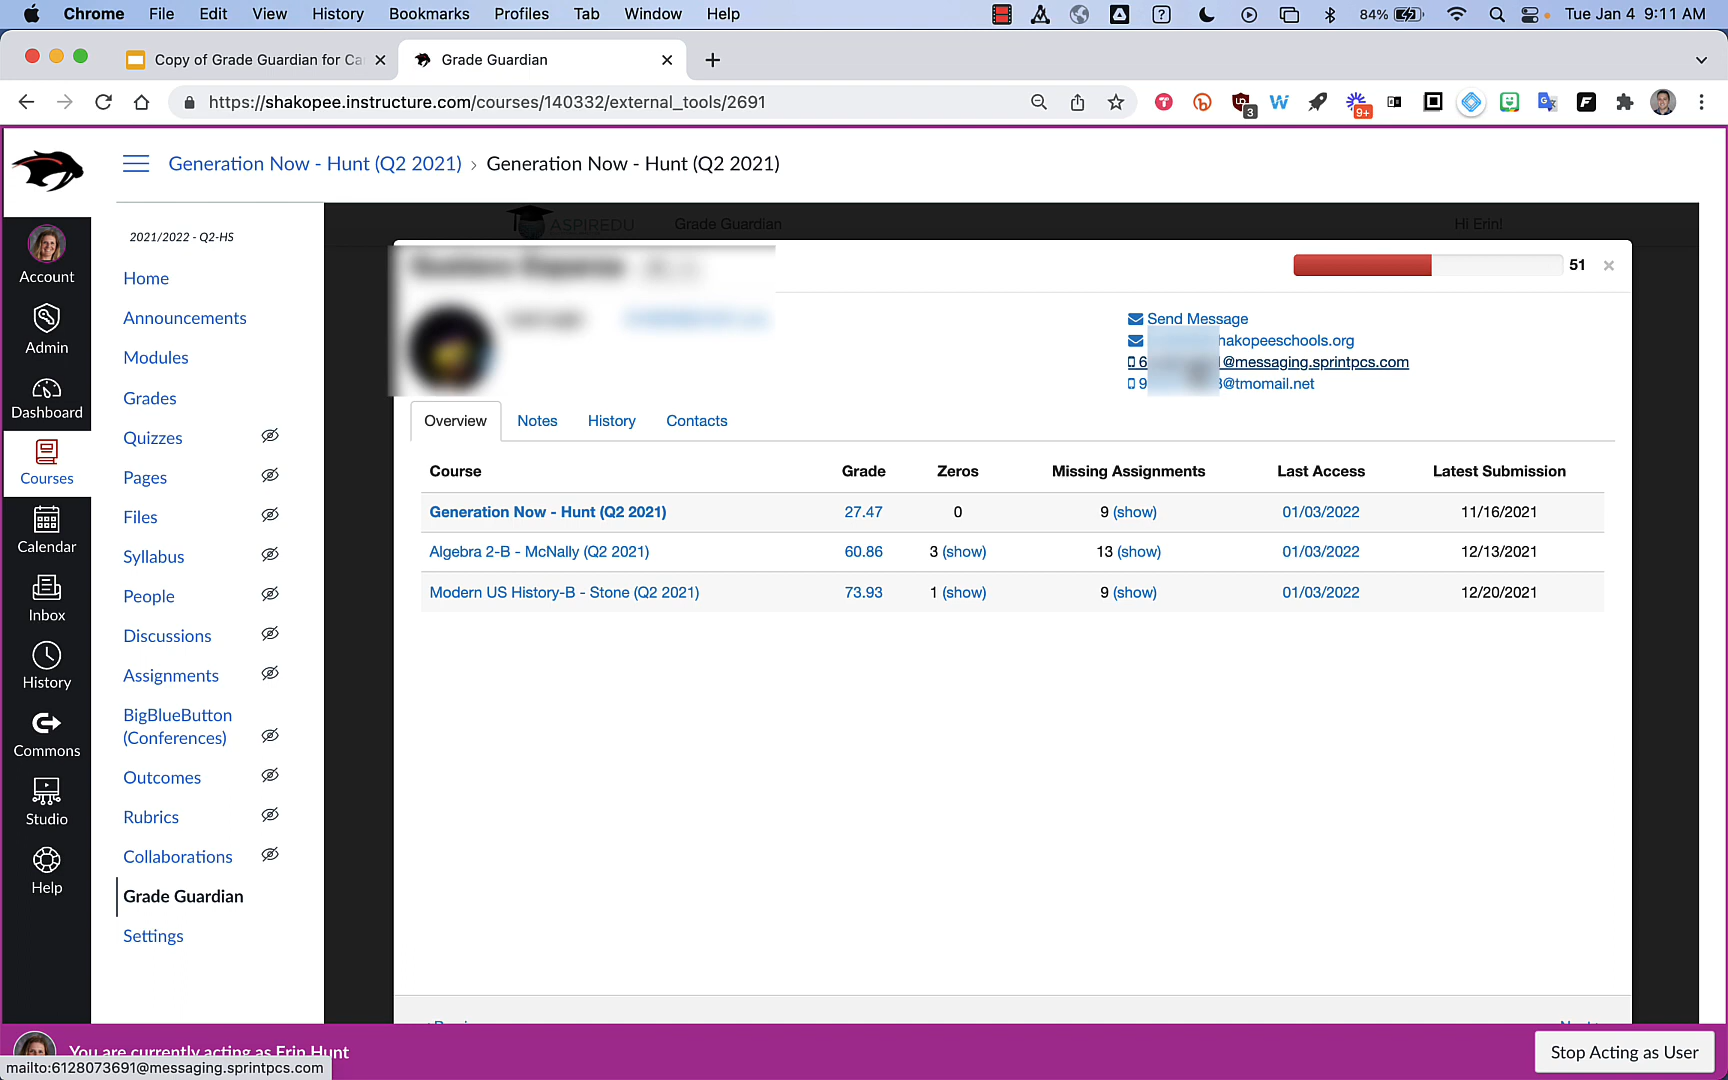 Chrome File Edit View History Bookmarks Profiles Tab Window Help 84% Tue Jan 4 9:11 AM
Copy of Grade Guardian for Ca
Grade Guardian
https://shakopee.instructure.com/courses/140332/external_tools/2691
3
9+
Generation Now - Hunt (Q2 2021) › Generation Now - Hunt (Q2 2021)
Account
Admin
Dashboard
Courses
Calendar
Inbox
History
Commons
Studio
Help
2021/2022 - Q2-HS
Home
Announcements
Modules
Grades
Quizzes
Pages
Files
Syllabus
People
Discussions
Assignments
BigBlueButton
(Conferences)
Outcomes
Rubrics
Collaborations
Grade Guardian
Settings
ASPIREDU Grade Guardian Hi Erin!
51 ×
Send Message
hakopeeschools.org
6 @messaging.sprintpcs.com
9 @tmomail.net
Overview Notes History Contacts
Course Grade Zeros Missing Assignments Last Access Latest Submission
Generation Now - Hunt (Q2 2021) 27.47 0 9 (show) 01/03/2022 11/16/2021
Algebra 2-B - McNally (Q2 2021) 60.86 3 (show) 13 (show) 01/03/2022 12/13/2021
Modern US History-B - Stone (Q2 2021) 73.93 1 (show) 9 (show) 01/03/2022 12/20/2021
You are currently acting as Erin Hunt
Stop Acting as User
mailto:6128073691@messaging.sprintpcs.com